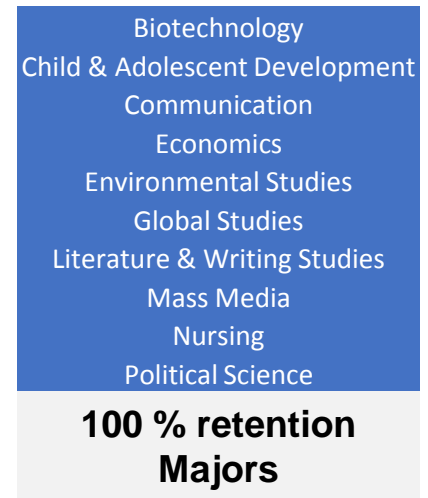 Biotechnology
Child & Adolescent Development
Communication
Economics
Environmental Studies
Global Studies
Literature & Writing Studies
Mass Media
Nursing
Political Science
100 % retention
Majors